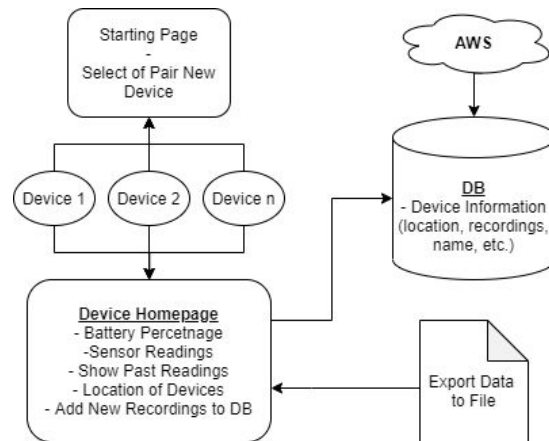 Starting Page
-
Select of Pair New
Device
AWS
Device 1
Device 2
Device n
DB
- Device Information
(location, recordings,
name, etc.)
Device Homepage
- Battery Percetnage
-Sensor Readings
- Show Past Readings
- Location of Devices
- Add New Recordings to DB
Export Data
to File